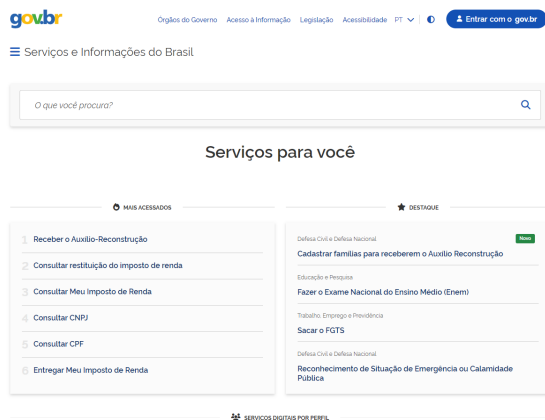 gov.br
Órgãos do Governo Acesso à Informação Legislação Acessibilidade PT Entrar com o gov.br
Serviços e Informações do Brasil
O que você procura?
Serviços para você
MAIS ACESSADOS
1 Receber o Auxílio-Reconstrução
2 Consultar restituição do imposto de renda
3 Consultar Meu Imposto de Renda
4 Consultar CNPJ
5 Consultar CPF
6 Entregar Meu Imposto de Renda
DESTAQUE
Defesa Civil e Defesa Nacional Novo
Cadastrar famílias para receberem o Auxílio Reconstrução
Educação e Pesquisa
Fazer o Exame Nacional do Ensino Médio (Enem)
Trabalho, Emprego e Previdência
Sacar o FGTS
Defesa Civil e Defesa Nacional
Reconhecimento de Situação de Emergência ou Calamidade
Pública
SERVIÇOS DIGITAIS POR PERFIL